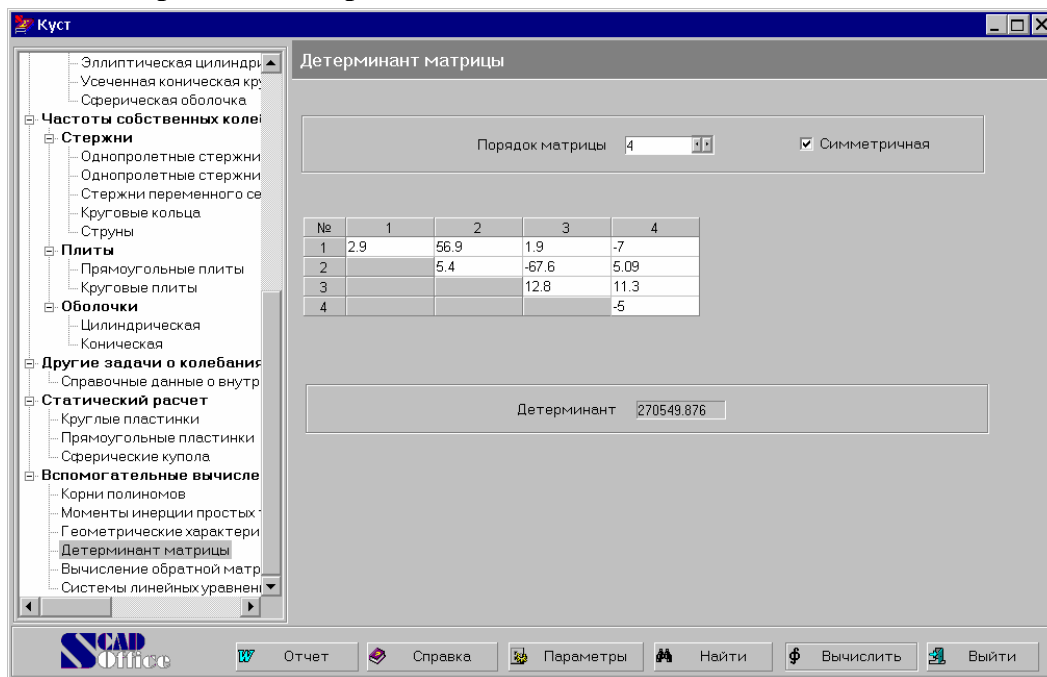 Куст
Эллиптическая цилиндри
Усеченная коническая кру
Сферическая оболочка
Частоты собственных колеб
Стержни
Однопролетные стержни
Однопролетные стержни
Стержни переменного се
Круговые кольца
Струны
Плиты
Прямоугольные плиты
Круговые плиты
Оболочки
Цилиндрическая
Коническая
Другие задачи о колебания
Справочные данные о внутр
Статический расчет
Круглые пластинки
Прямоугольные пластинки
Сферические купола
Вспомогательные вычисле
Корни полиномов
Моменты инерции простых
Геометрические характери
Детерминант матрицы
Вычисление обратной матр
Системы линейных уравнени
Детерминант матрицы
Порядок матрицы 4 Симметричная
№ 1 2 3 4
1 2.9 56.9 1.9 -7
2 5.4 -67.6 5.09
3 12.8 11.3
4 -5
Детерминант 270549.876
SCAD Office
Отчет Справка Параметры Найти Вычислить Выйти